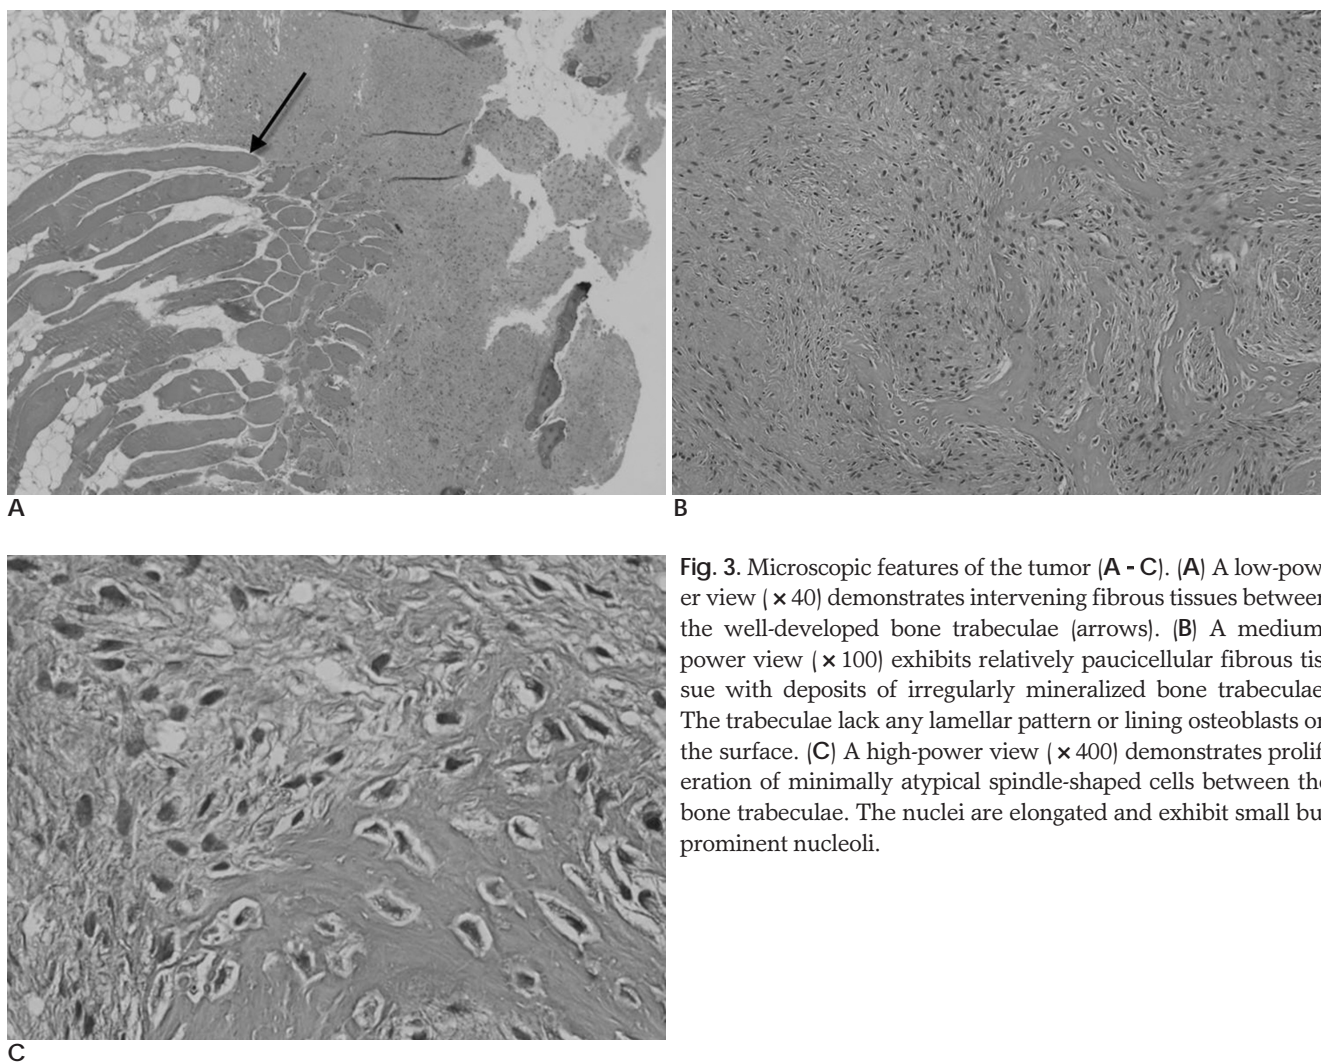 A
B
C
Fig. 3. Microscopic features of the tumor (A - C). (A) A low-pow
er view (×40) demonstrates intervening fibrous tissues between
the well-developed bone trabeculae (arrows). (B) A medium
power view (×100) exhibits relatively paucicellular fibrous tis
sue with deposits of irregularly mineralized bone trabeculae
The trabeculae lack any lamellar pattern or lining osteoblasts or
the surface. (C) A high-power view (×400) demonstrates prolif
eration of minimally atypical spindle-shaped cells between the
bone trabeculae. The nuclei are elongated and exhibit small bu
prominent nucleoli.